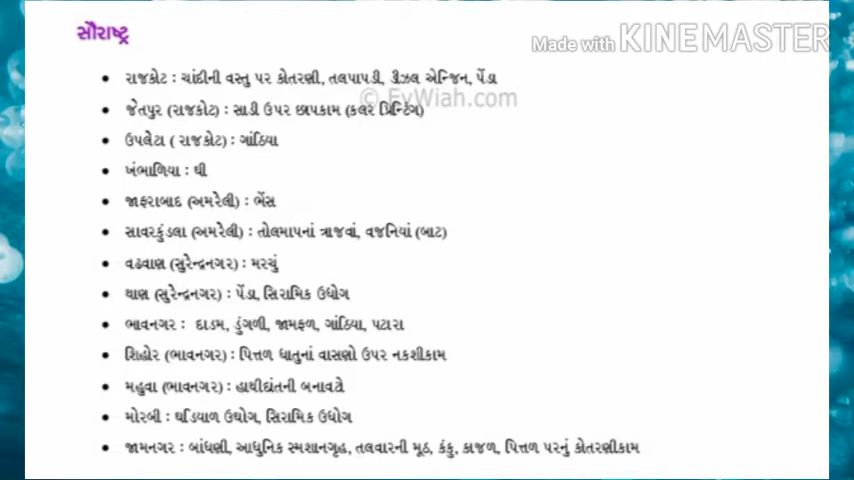 સૌરાષ્ટ્ર
Made with KINEMASTER
• રાજકોટ : ચાંદીની વસ્તુ પર કોતરણી, તલપાપડી, ડીઝલ એન્જિન, પેંડા
© EyWiah.com
• જેતપુર (રાજકોટ) : સાડી ઉપર છાપકામ (કલર પ્રિન્ટિંગ)
• ઉપલેટા ( રાજકોટ) : ગાંઠિયા
• ખંભાળિયા : ઘી
• જાફરાબાદ (અમરેલી) : ભેંસ
• સાવરકુંડલા (અમરેલી) : તોલમાપનાં ત્રાજવાં, વજનિયાં (બાટ)
• વઢવાણ (સુરેન્દ્રનગર) : મરચું
• થાણ (સુરેન્દ્રનગર) : પેંડા, સિરામિક ઉદ્યોગ
• ભાવનગર : દાડમ, ડુંગળી, જામફળ, ગાંઠિયા, પટારા
• શિહોર (ભાવનગર) : પિત્તળ ધાતુનાં વાસણો ઉપર નકશીકામ
• મહુવા (ભાવનગર) : હાથીદાંતની બનાવટો
• મોરબી : ઘડિયાળ ઉદ્યોગ, સિરામિક ઉદ્યોગ
• જામનગર : બાંધણી, આધુનિક સ્મશાનગૃહ, તલવારની મૂઠ, કંકુ, કાજળ, પિત્તળ પરનું કોતરણીકામ